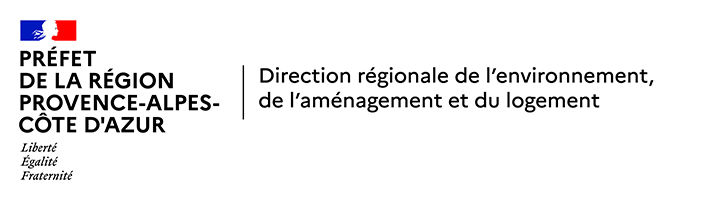 PRÉFET
DE LA RÉGION
PROVENCE-ALPES-
CÔTE D'AZUR
Liberté
Égalité
Fraternité
Direction régionale de l’environnement,
de l’aménagement et du logement